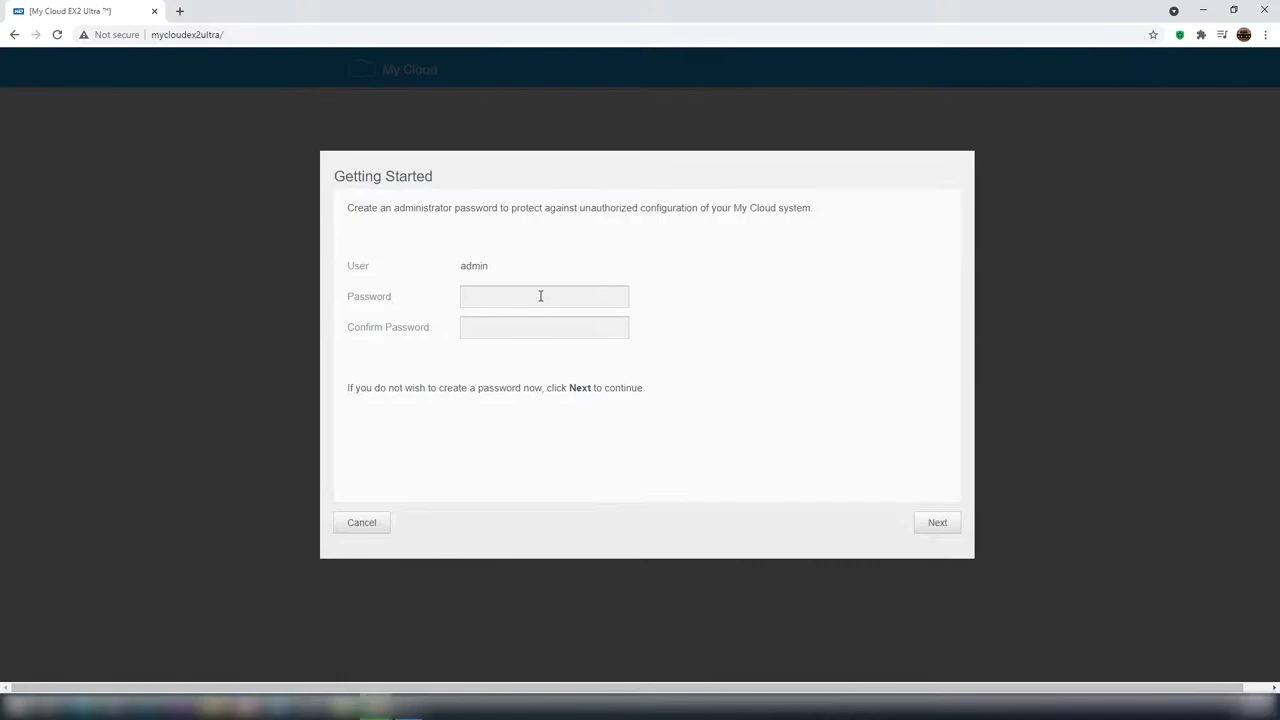 [My Cloud EX2 Ultra ™]
Not secure
mycloudex2ultra/
My Cloud
Getting Started
Create an administrator password to protect against unauthorized configuration of your My Cloud system.
User admin
Password
Confirm Password
If you do not wish to create a password now, click Next to continue.
Cancel Next